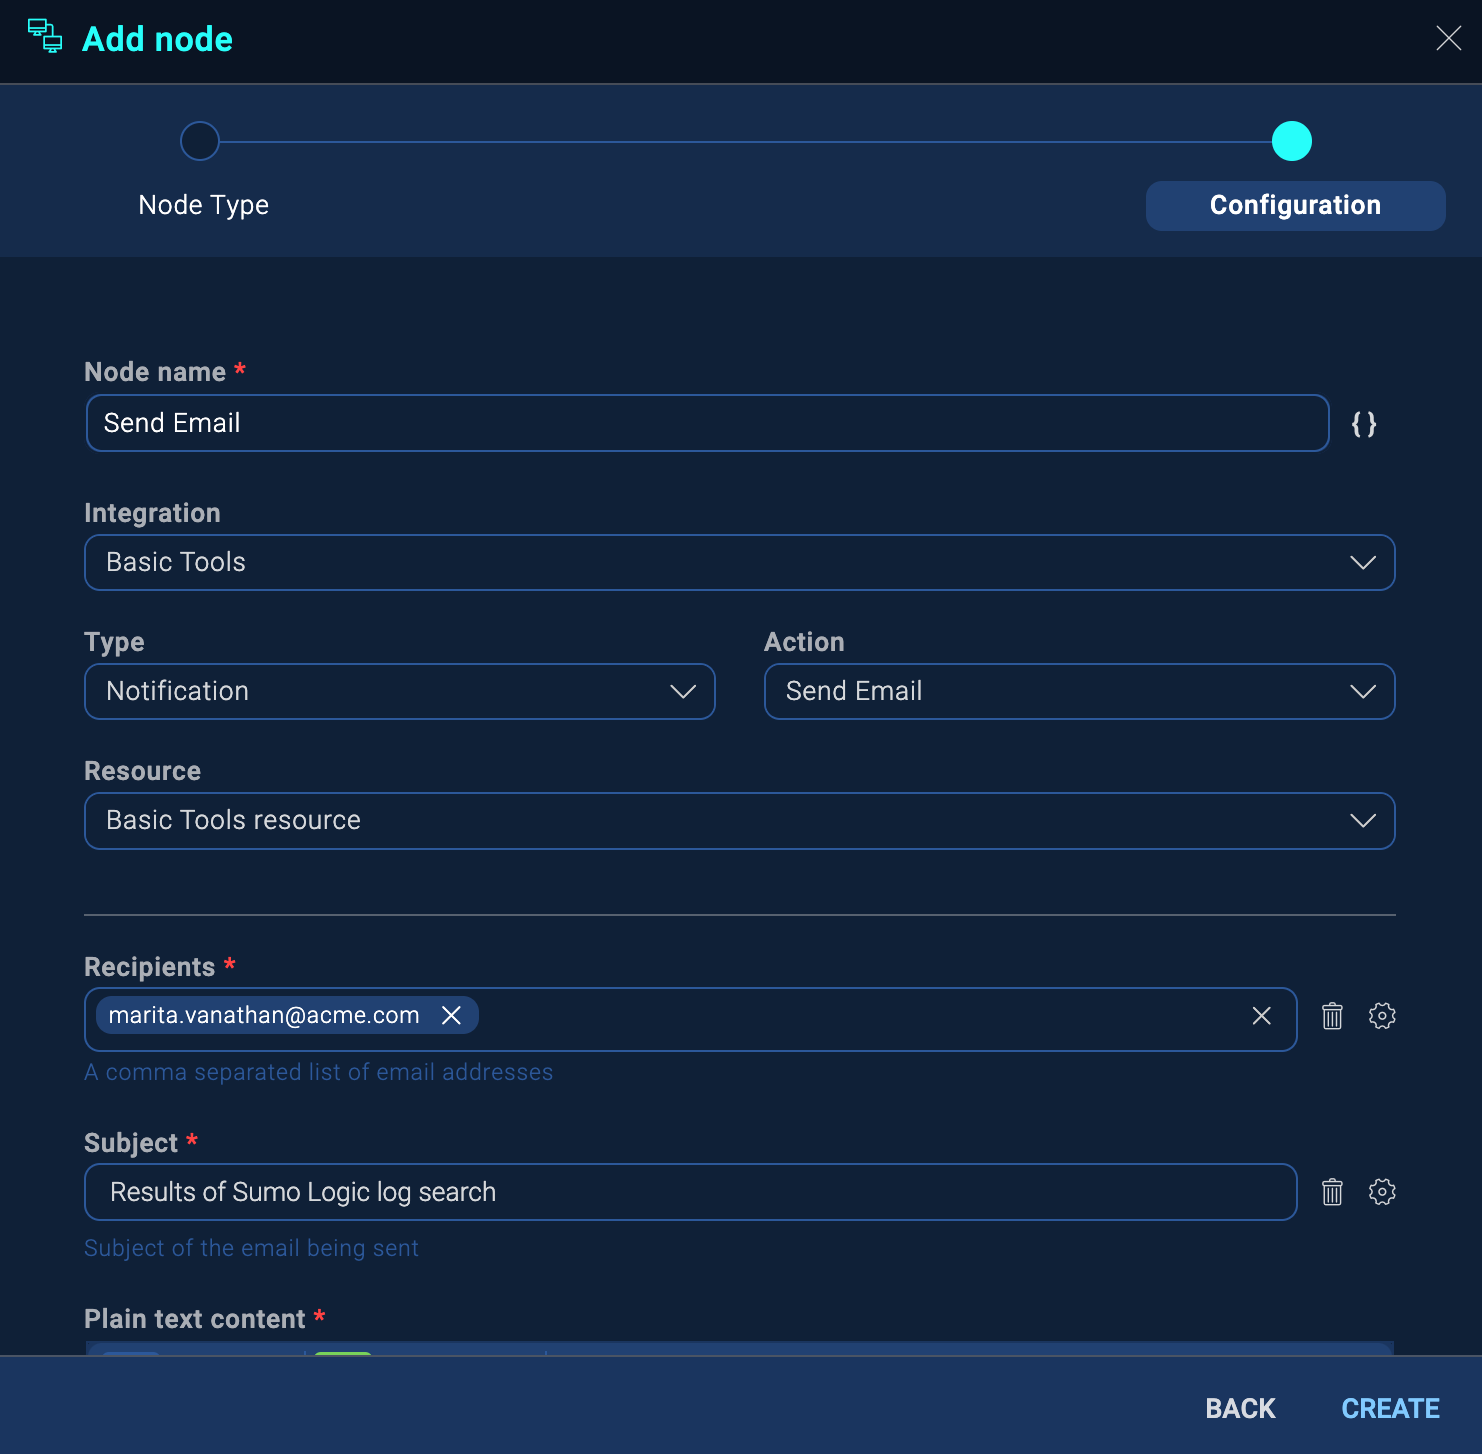 Add node
Node Type
Configuration
Node name *
Send Email
{}
Integration
Basic Tools
Type
Action
Notification
Send Email
Resource
Basic Tools resource
Recipients *
marita.vanathan@acme.com
A comma separated list of email addresses
Subject *
Results of Sumo Logic log search
Subject of the email being sent
Plain text content *
BACK
CREATE